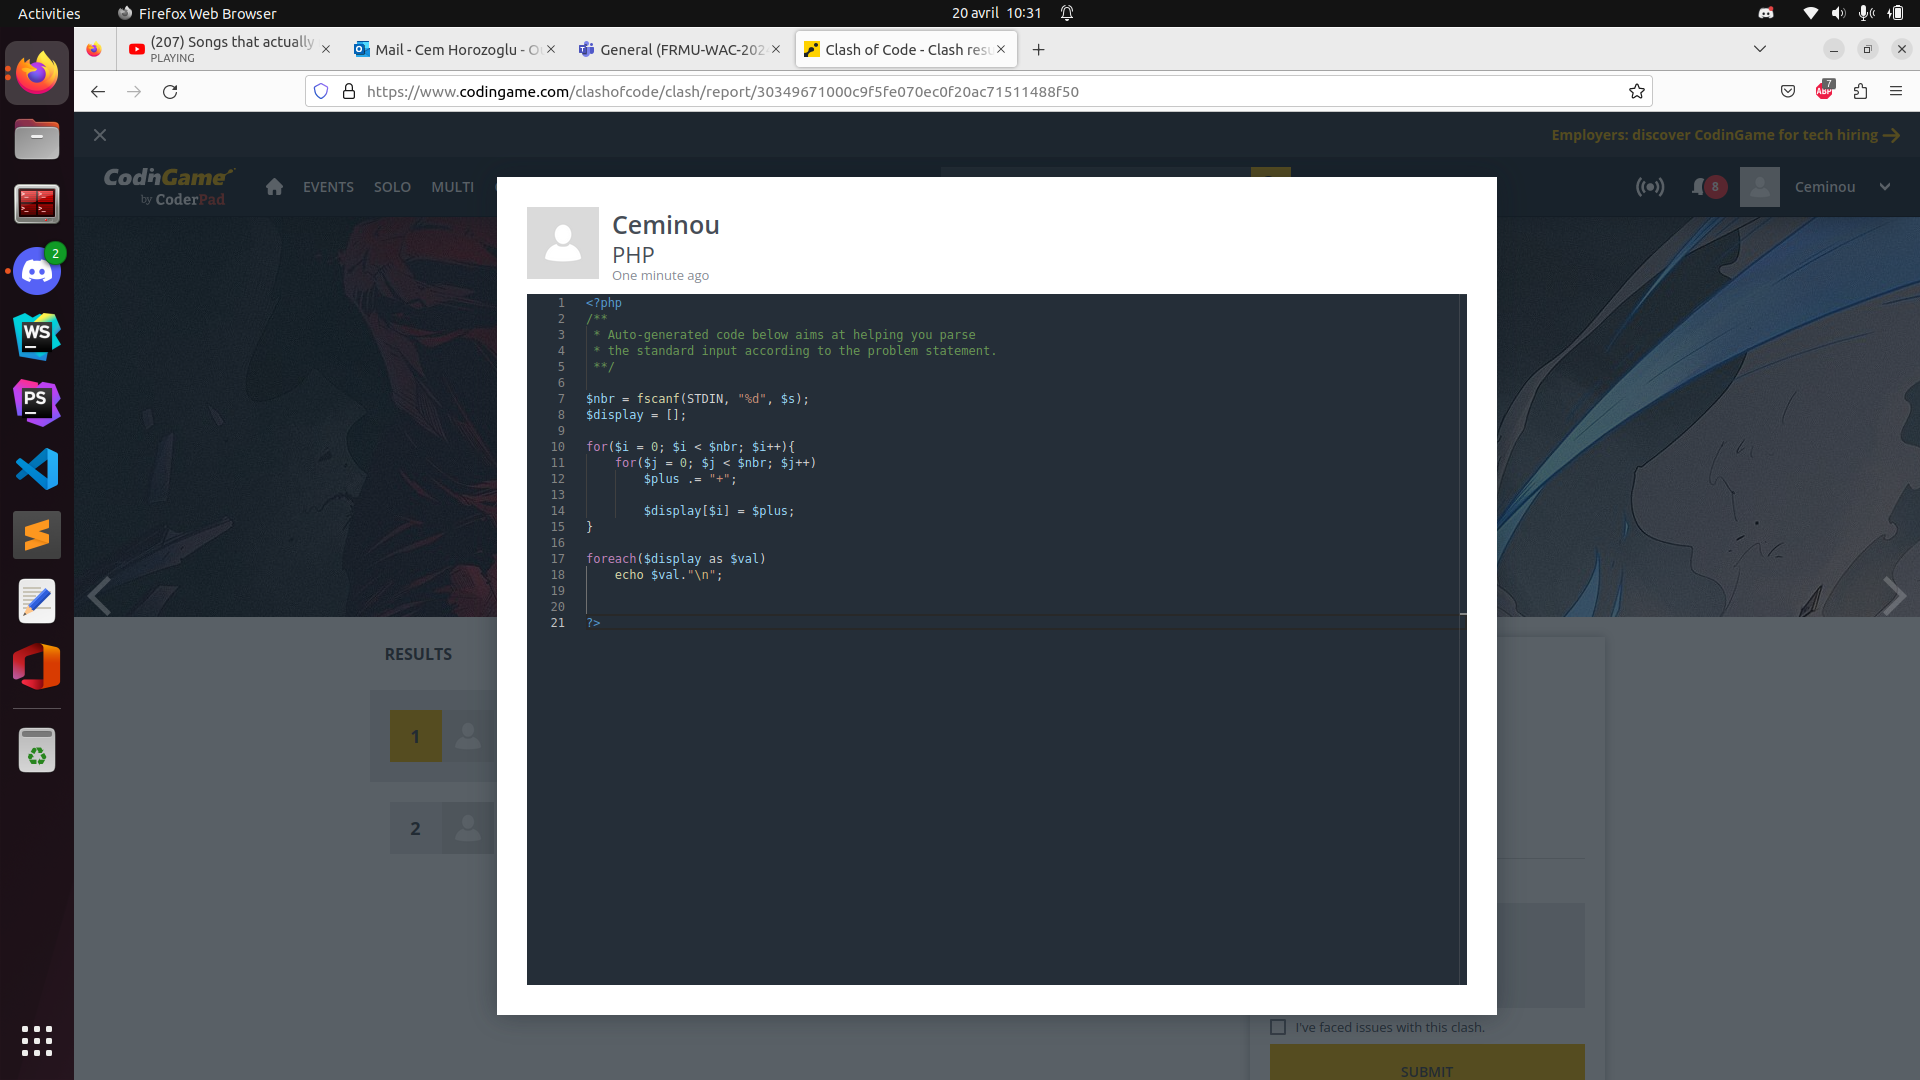 Activities
Firefox Web Browser
20 avril 10:31
(207) Songs that actually
PLAYING
Mail - Cem Horozoglu - O
General (FRMU-WAC-202
Clash of Code - Clash resu
https://www.codingame.com/clashofcode/clash/report/30349671000c9f5fe070ec0f20ac71511488f50
7
ABP
Employers: discover CodinGame for tech hiring
CodinGame
by CoderPad
EVENTS
SOLO
MULTI
8
Ceminou
2
WS
PS
Ceminou
PHP
One minute ago
1 <?php
2 /**
3 * Auto-generated code below aims at helping you parse
4 * the standard input according to the problem statement.
5 **/
6
7 $nbr = fscanf(STDIN, "%d", $s);
8 $display = [];
9
10 for($i = 0; $i < $nbr; $i++){
11 for($j = 0; $j < $nbr; $j++)
12 $plus .= "+";
13
14 $display[$i] = $plus;
15 }
16
17 foreach($display as $val)
18 echo $val."\n";
19
20
21 ?>
RESULTS
1
2
I've faced issues with this clash.
SUBMIT